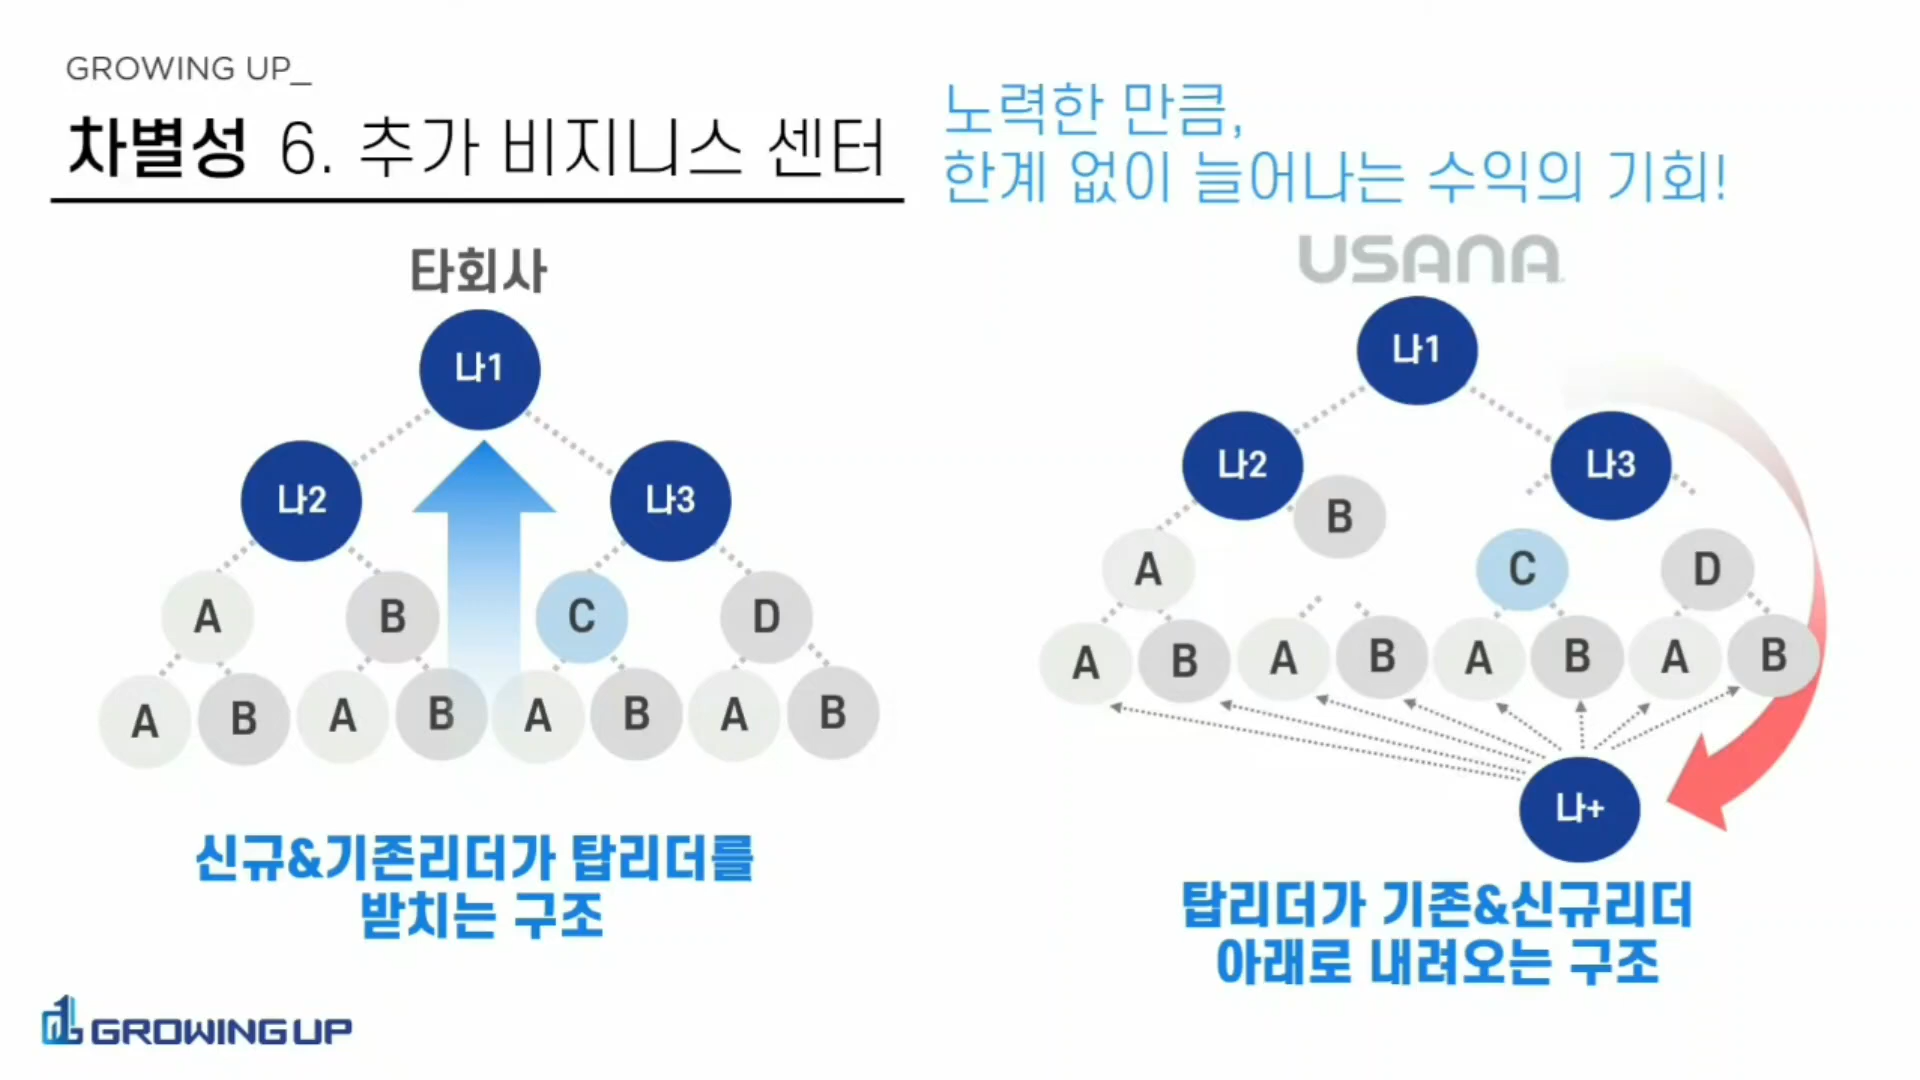 GROWING UP_
차별성 6. 추가 비지니스 센터
노력한 만큼,
한계 없이 늘어나는 수익의 기회!
타회사
나1
나2
나3
A
B
C
D
A
B
A
B
A
B
A
B
신규&기존리더가 탑리더를
받치는 구조
USANA
나1
나2
나3
B
A
C
D
A
B
A
B
A
B
A
B
나+
탑리더가 기존&신규리더
아래로 내려오는 구조
GROWING UP